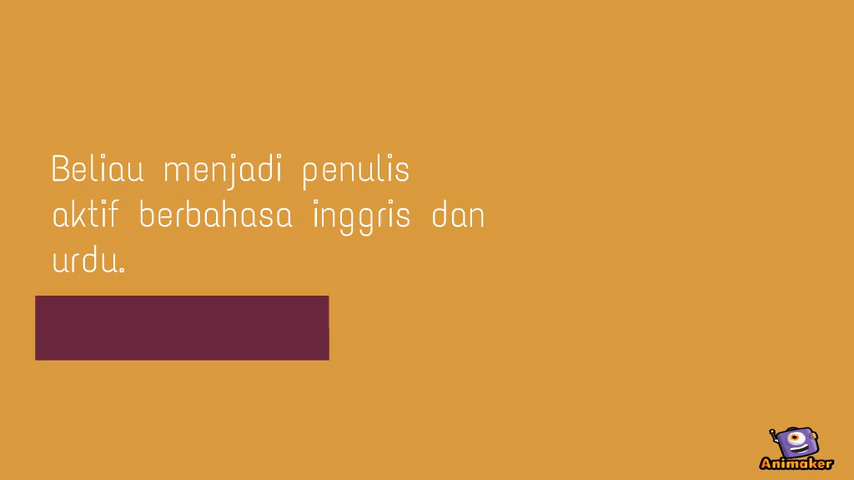 Beliau menjadi penulis
aktif berbahasa inggris dan
urdu.
Animaker